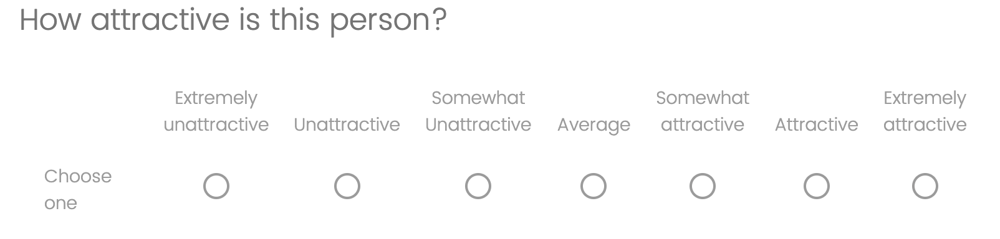 How attractive is this person?
Extremely unattractive
Unattractive
Somewhat Unattractive
Average
Somewhat attractive
Attractive
Extremely attractive
Choose one